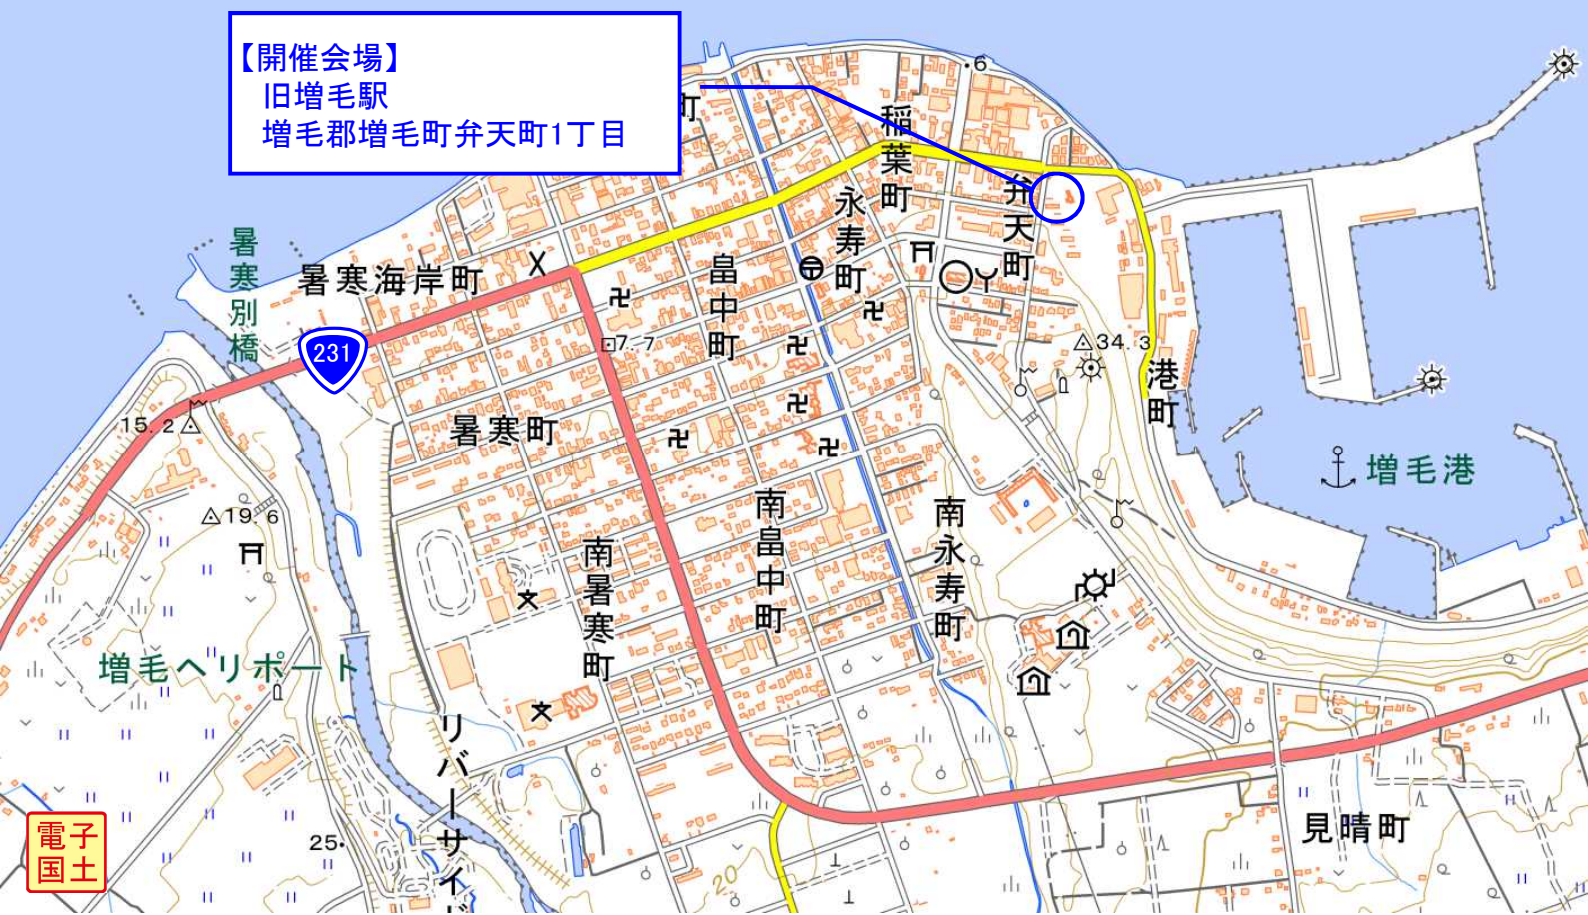 【開催会場】
旧増毛駅
増毛郡増毛町弁天町1丁目
町
6
稲葉町
弁天町
永寿町
暑寒別橋
暑寒海岸町
畠中町
231
7.7
34.3
港町
15.2
暑寒町
増毛港
19.6
南畠中町
南永寿町
南暑寒町
増毛ヘリポート
リバーサイド
見晴町
25
20
電子
国土